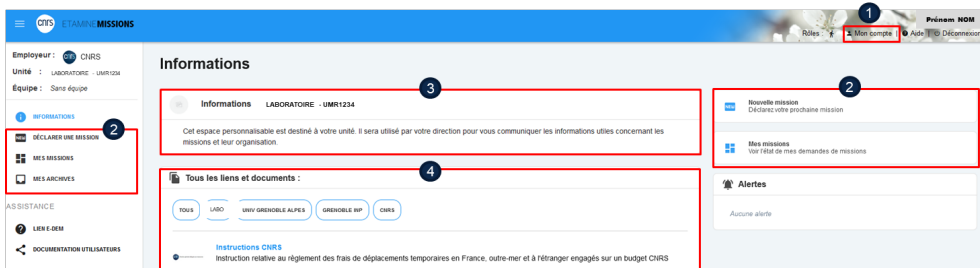 1
cnrs ETAMINE MISSIONS
Prénom NOM
Rôles : Mon compte | Aide | Déconnexion
Employeur : cnrs CNRS
Unité : LABORATOIRE - UMR1234
Équipe : Sans équipe
Informations
INFORMATIONS
2
DÉCLARER UNE MISSION
MES MISSIONS
MES ARCHIVES
ASSISTANCE
LIEN E-DEM
DOCUMENTATION UTILISATEURS
3
Informations LABORATOIRE - UMR1234
Cet espace personnalisable est destiné à votre unité. Il sera utilisé par votre direction pour vous communiquer les informations utiles concernant les
missions et leur organisation.
4
Tous les liens et documents :
TOUS LABO UNIV GRENOBLE ALPES GRENOBLE INP CNRS
Instructions CNRS
Instruction relative au règlement des frais de déplacements temporaires en France, outre-mer et à l'étranger engagés sur un budget CNRS
2
Nouvelle mission
Déclarez votre prochaine mission
Mes missions
Voir l'état de mes demandes de missions
Alertes
Aucune alerte